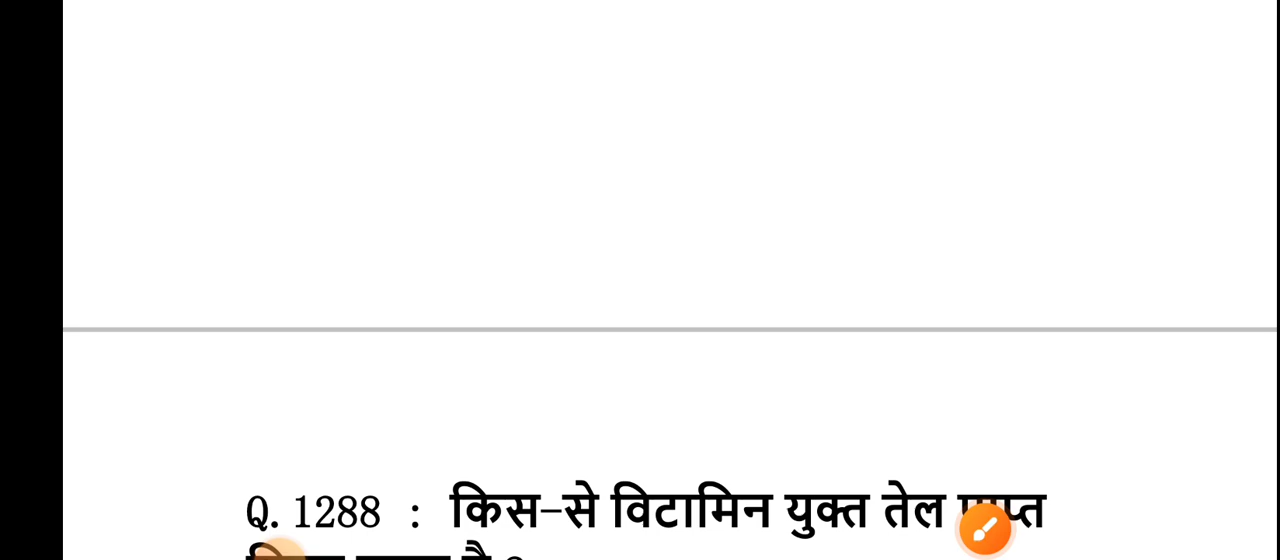 Q.1288 : किस-से विटामिन युक्त तेल प्राप्त